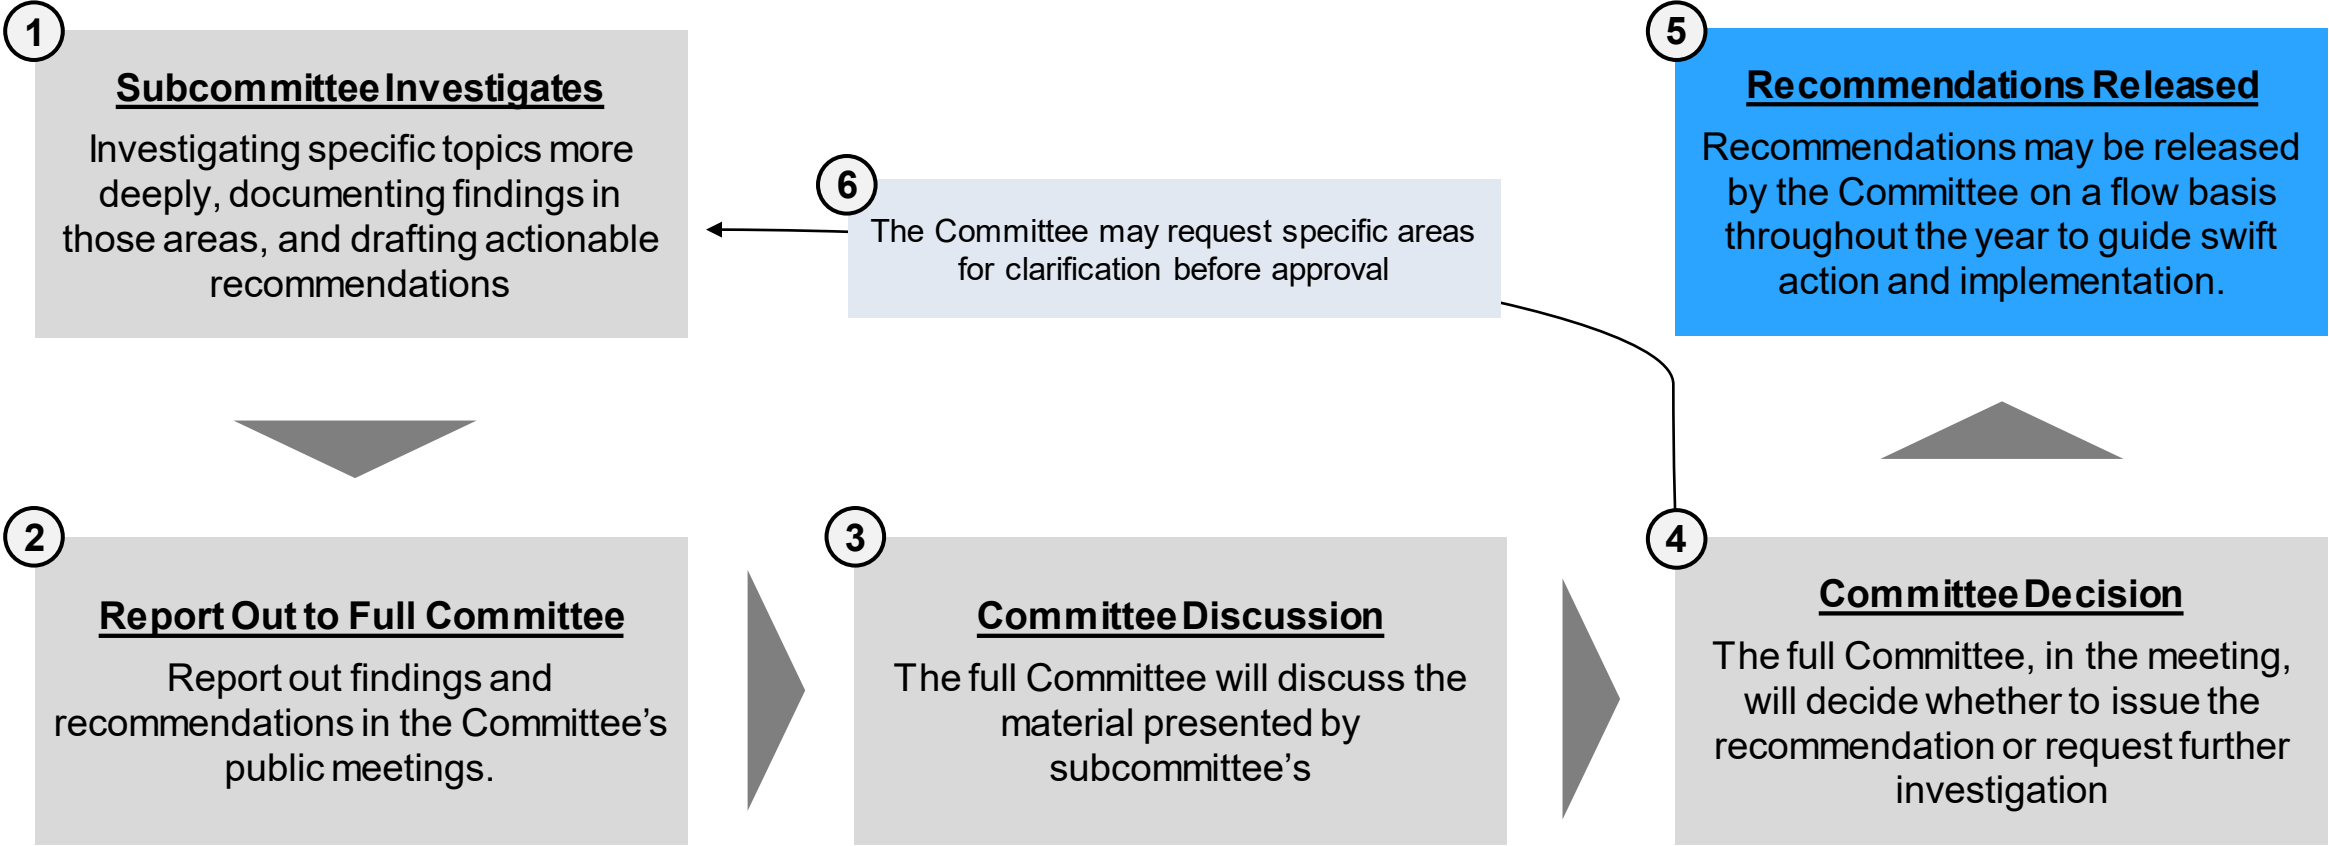 1
Subcommittee Investigates
Investigating specific topics more
deeply, documenting findings in
those areas, and drafting actionable
recommendations
2
Report Out to Full Committee
Report out findings and
recommendations in the Committee’s
public meetings.
3
Committee Discussion
The full Committee will discuss the
material presented by
subcommittee’s
4
Committee Decision
The full Committee, in the meeting,
will decide whether to issue the
recommendation or request further
investigation
5
Recommendations Released
Recommendations may be released
by the Committee on a flow basis
throughout the year to guide swift
action and implementation.
6
The Committee may request specific areas
for clarification before approval